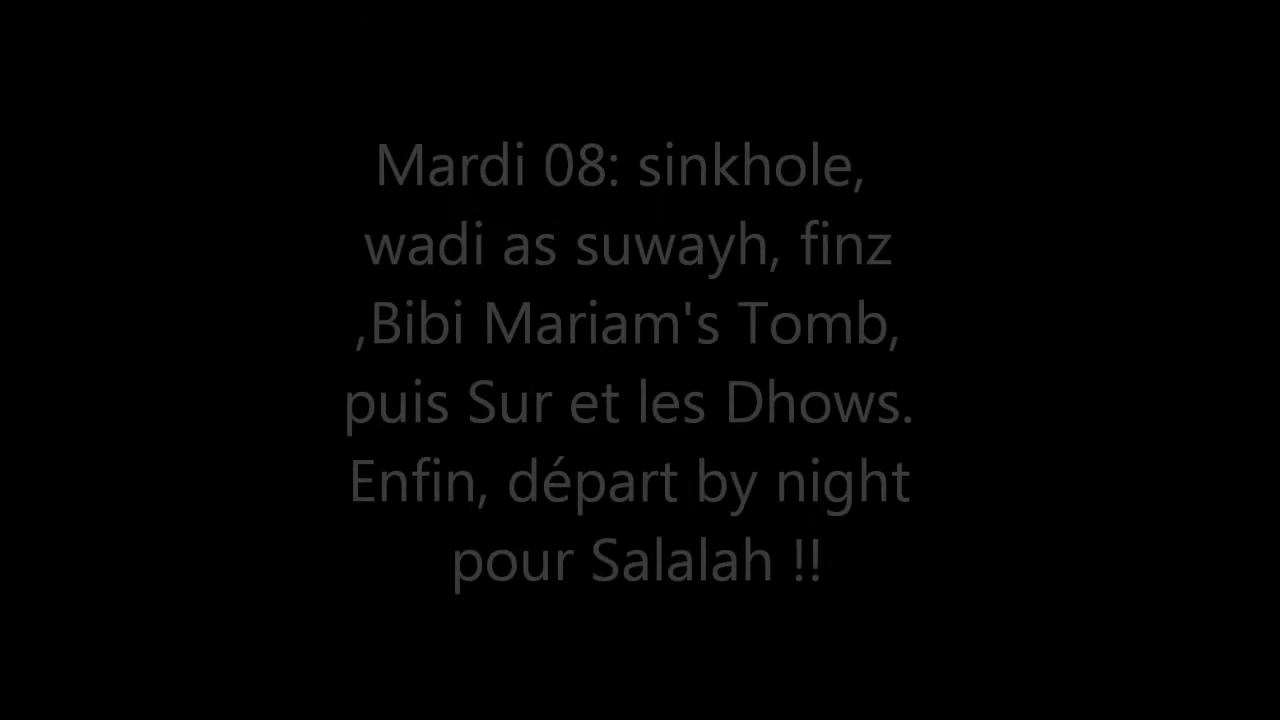 Mardi 08: sinkhole,
wadi as suwayh, finz
,Bibi Mariam's Tomb,
puis Sur et les Dhows.
Enfin, départ by night
pour Salalah !!